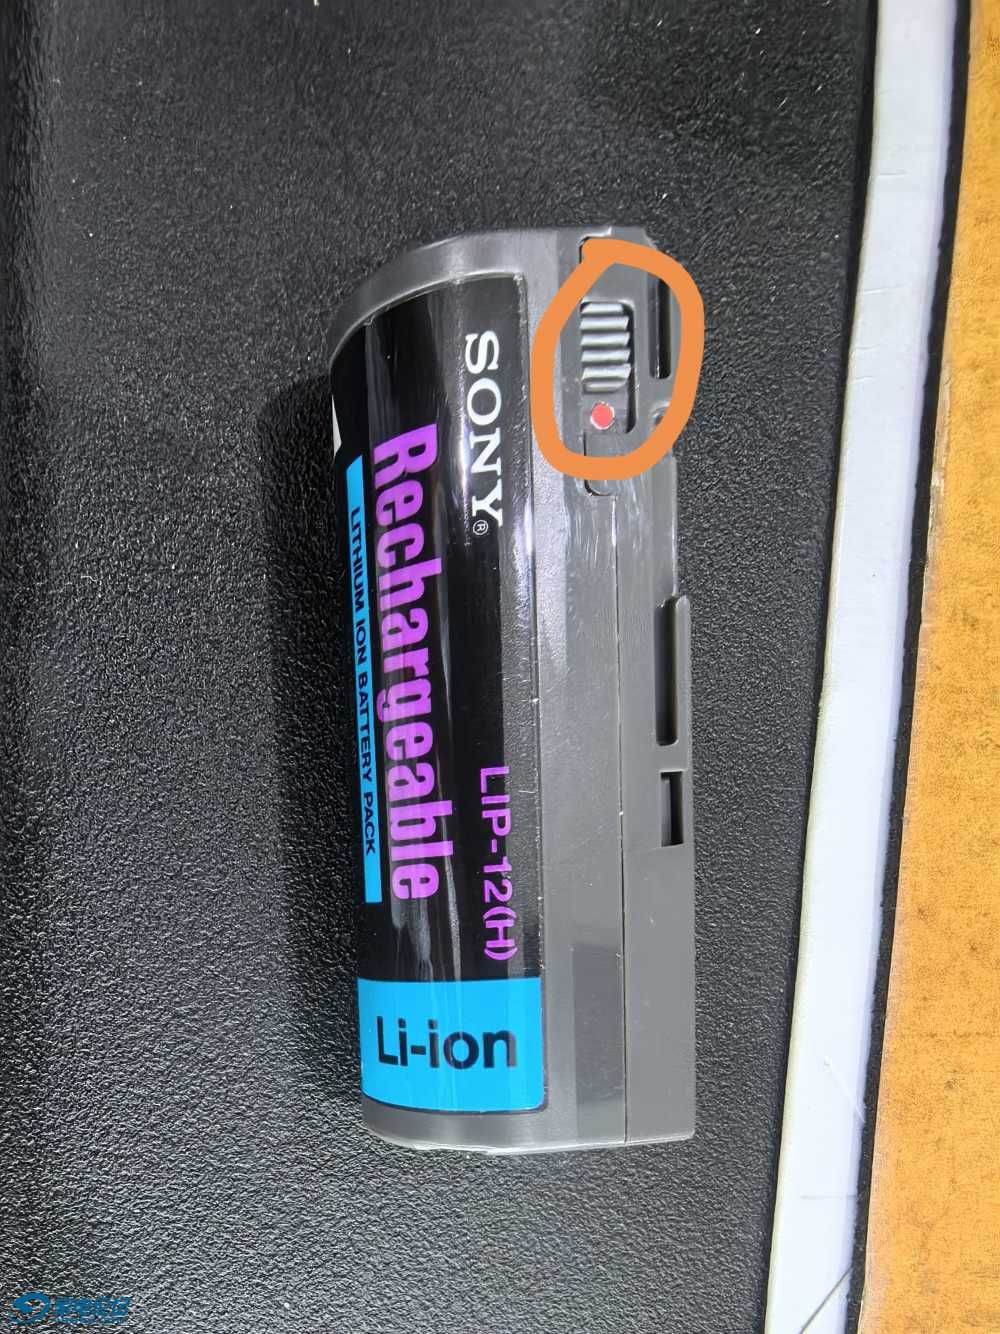 SONY®
LIP-12(H)
Rechargeable
LITHIUM ION BATTERY PACK
Li-ion